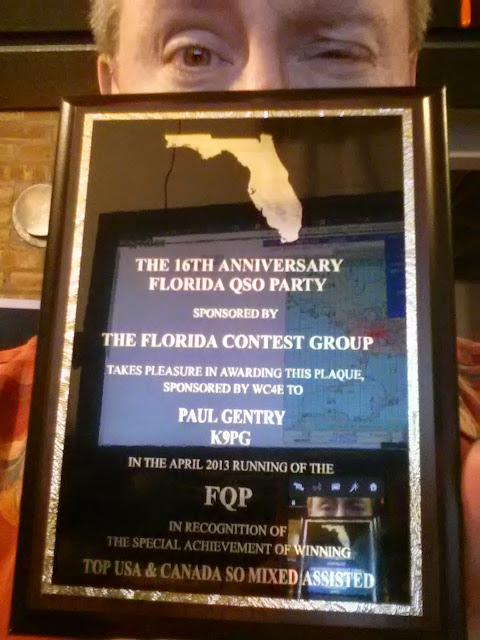 THE 16TH ANNIVERSARY
FLORIDA QSO PARTY
SPONSORED BY
THE FLORIDA CONTEST GROUP
TAKES PLEASURE IN AWARDING THIS PLAQUE,
SPONSORED BY WC4E TO
PAUL GENTRY
K9PG
IN THE APRIL 2013 RUNNING OF THE
FQP
IN RECOGNITION OF
THE SPECIAL ACHIEVEMENT OF WINNING
TOP USA & CANADA SO MIXED ASSISTED